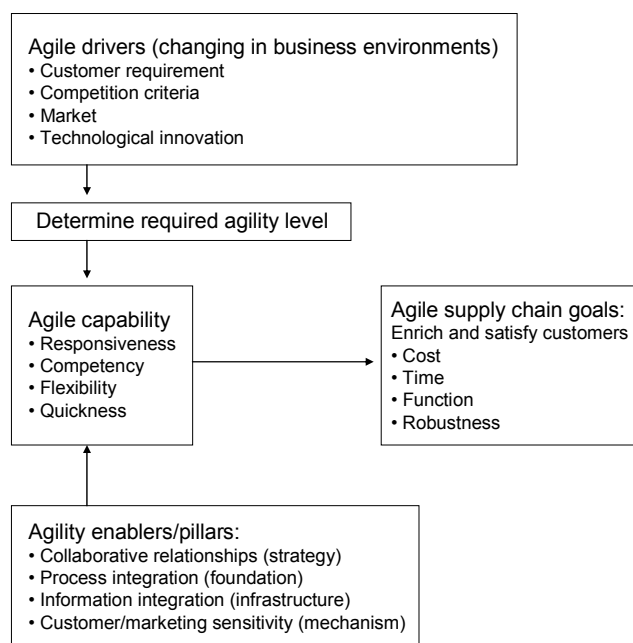 Agile drivers (changing in business environments)
• Customer requirement
• Competition criteria
• Market
• Technological innovation
Determine required agility level
Agile capability
• Responsiveness
• Competency
• Flexibility
• Quickness
Agile supply chain goals:
Enrich and satisfy customers
• Cost
• Time
• Function
• Robustness
Agility enablers/pillars:
• Collaborative relationships (strategy)
• Process integration (foundation)
• Information integration (infrastructure)
• Customer/marketing sensitivity (mechanism)